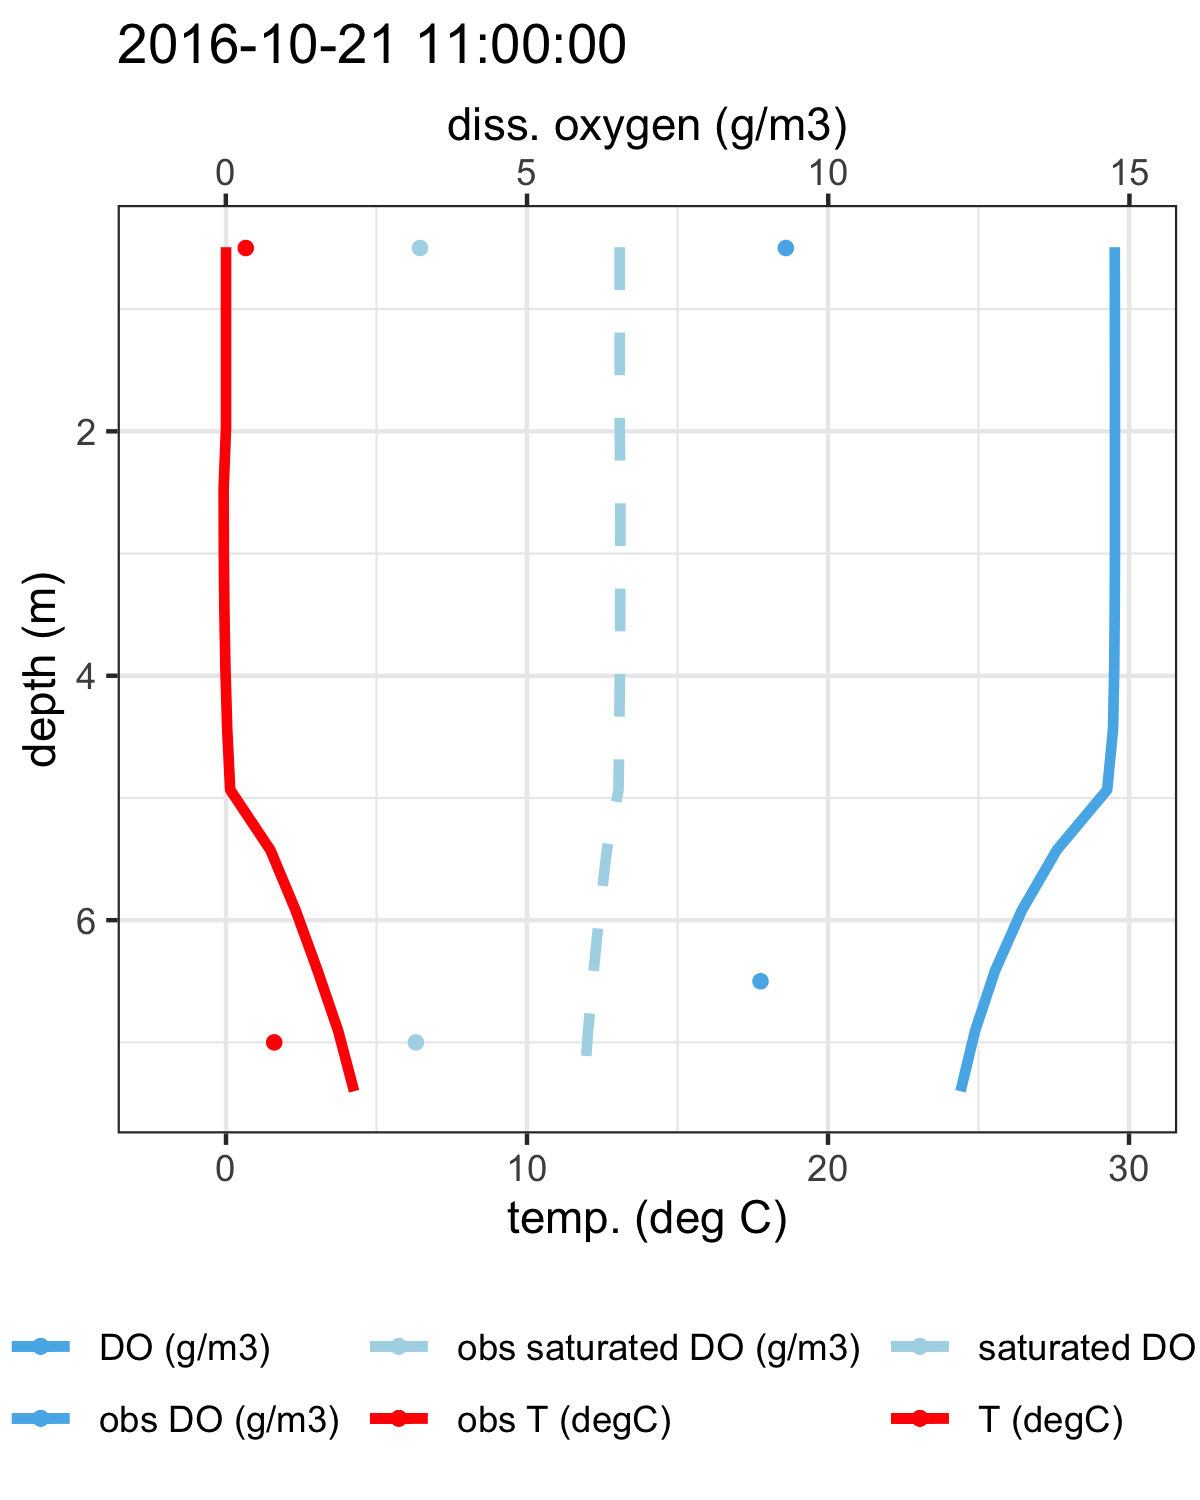 2016-10-21 11:00:00
diss. oxygen (g/m3)
0 5 10 15
depth (m)
2
4
6
0 10 20 30
temp. (deg C)
DO (g/m3) obs saturated DO (g/m3) saturated DO
obs DO (g/m3) obs T (degC) T (degC)